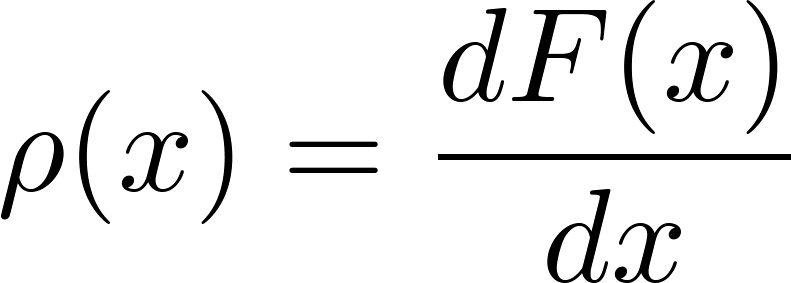 ρ(x) = dF(x)/dx